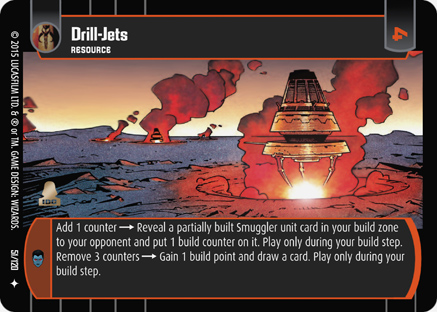 Drill-Jets
RESOURCE
4
Add 1 counter → Reveal a partially built Smuggler unit card in your build zone
to your opponent and put 1 build counter on it. Play only during your build step.
Remove 3 counters → Gain 1 build point and draw a card. Play only during your
build step.
© 2015 LUCASFILM LTD. & ® or TM. GAME DESIGN: WIZARDS.